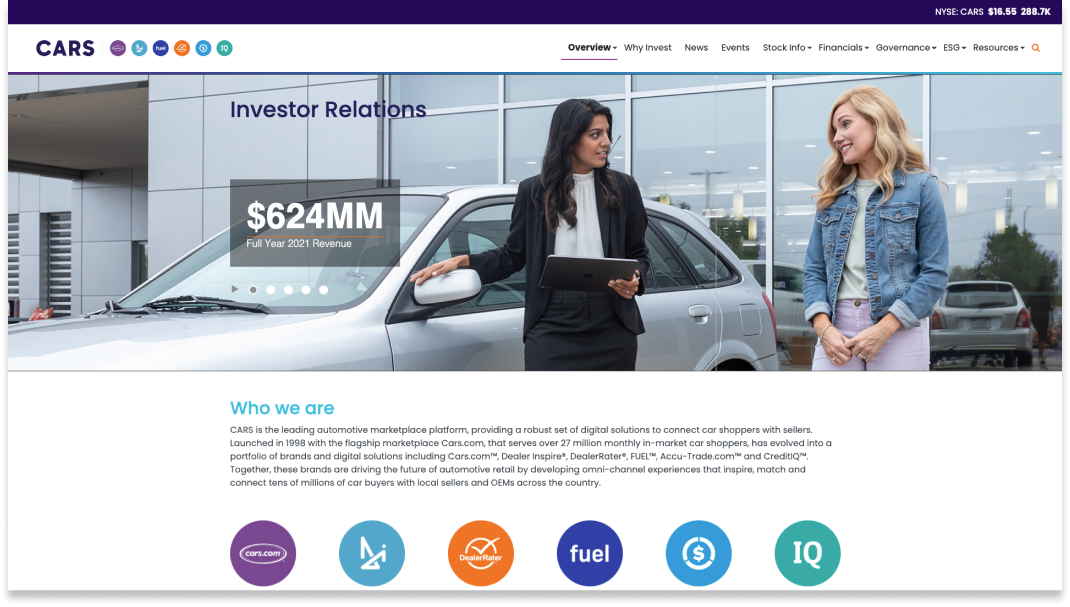 NYSE: CARS $16.55 288.7K
CARS cars.com fuel IQ
Overview Why Invest News Events Stock Info Financials Governance ESG Resources
Investor Relations
$624MM
Full Year 2021 Revenue
Who we are
CARS is the leading automotive marketplace platform, providing a robust set of digital solutions to connect car shoppers with sellers.
Launched in 1998 with the flagship marketplace Cars.com, that serves over 27 million monthly in-market car shoppers, has evolved into a
portfolio of brands and digital solutions including Cars.com™, Dealer Inspire®, DealerRater®, FUEL™, Accu-Trade.com™ and CreditIQ™.
Together, these brands are driving the future of automotive retail by developing omni-channel experiences that inspire, match and
connect tens of millions of car buyers with local sellers and OEMs across the country.
cars.com Di DealerRater fuel $ IQ